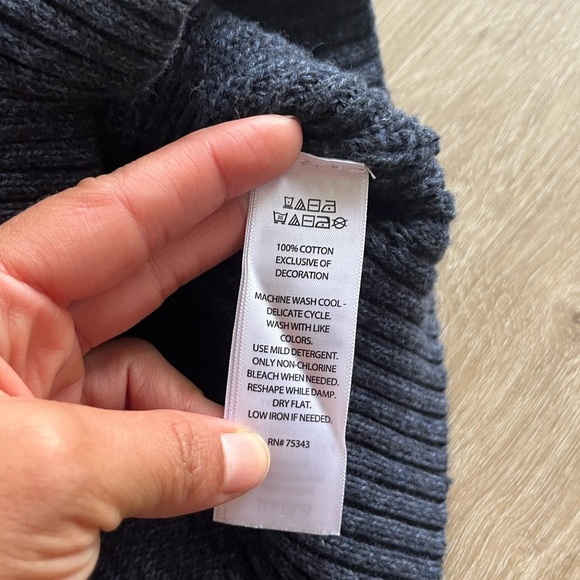 100% COTTON
EXCLUSIVE OF
DECORATION
MACHINE WASH COOL -
DELICATE CYCLE.
WASH WITH LIKE
COLORS.
USE MILD DETERGENT.
ONLY NON-CHLORINE
BLEACH WHEN NEEDED.
RESHAPE WHILE DAMP.
DRY FLAT.
LOW IRON IF NEEDED.
RN# 75343